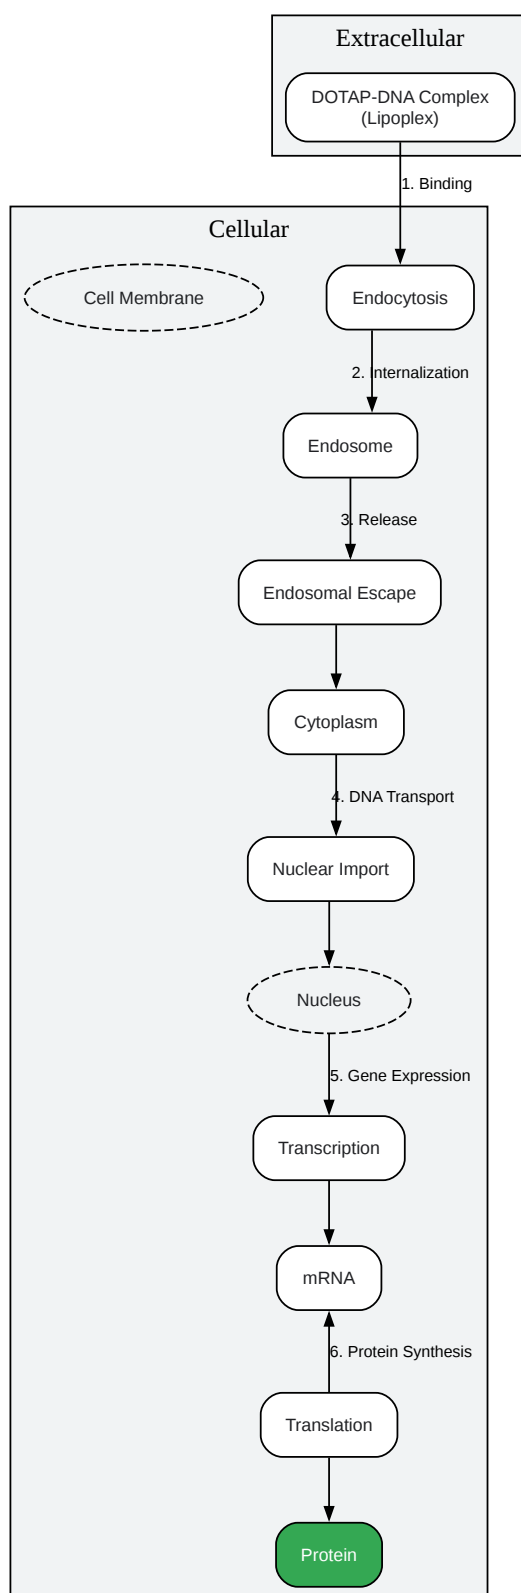 Extracellular
DOTAP-DNA Complex
(Lipoplex)
1. Binding
Cellular
Cell Membrane
Endocytosis
2. Internalization
Endosome
3. Release
Endosomal Escape
Cytoplasm
4. DNA Transport
Nuclear Import
Nucleus
5. Gene Expression
Transcription
mRNA
6. Protein Synthesis
Translation
Protein